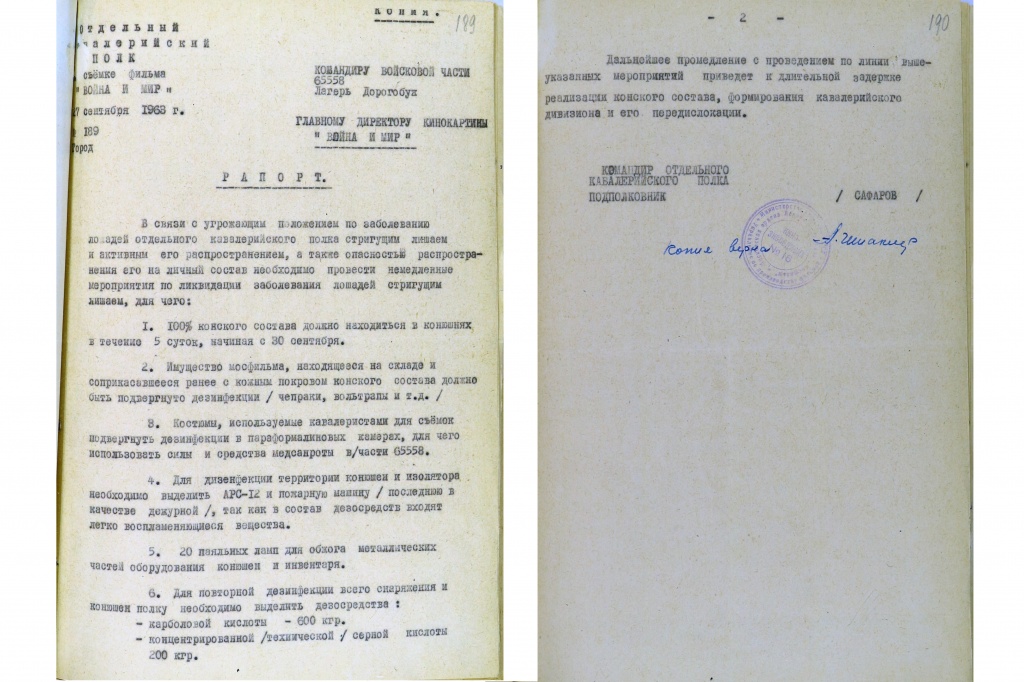 КОПИЯ.
189
ОТДЕЛЬНЫЙ
КАВАЛЕРИЙСКИЙ
ПОЛК
съёмке фильма
"ВОЙНА И МИР"
27 сентября 1963 г.
№ 189
город
КОМАНДИРУ ВОЙСКОВОЙ ЧАСТИ
65558
Лагерь Дорогобуж
ГЛАВНОМУ ДИРЕКТОРУ КИНОКАРТИНЫ
"ВОЙНА И МИР"
РАПОРТ.
В связи с угрожающим положением по заболеванию
лошадей отдельного кавалерийского полка стригущим лишаем
и активным его распространением, а также опасностью распростра-
нения его на личный состав необходимо провести немедленные
мероприятия по ликвидации заболевания лошадей стригущим
лишаем, для чего:
1. 100% конского состава должно находиться в конюшнях
в течение 5 суток, начиная с 30 сентября.
2. Имущество мосфильма, находящееся на складе и
соприкасавшееся ранее с кожным покровом конского состава должно
быть подвергнуто дезинфекции / чепраки, вольтрапы и т.д. /
3. Костюмы, используемые кавалеристами для съёмок
подвергнуть дезинфекции в параформалиновых камерах, для чего
использовать силы и средства медсанроты в/части 65558.
4. Для дизенфекции территории конюшен и изолятора
необходимо выделить АРС-12 и пожарную машину / последнюю в
качестве дежурной /, так как в состав дезосредств входят
легко воспламеняющиеся вещества.
5. 20 паяльных ламп для обжога металлических
частей оборудования конюшен и инвентаря.
6. Для повторной дезинфекции всего снаряжения и
конюшен полку необходимо выделить дезосредства :
- карболовой кислоты - 600 кгр.
- концентрированной /технической :/ серной кислоты
200 кгр.
- 2 -
190
Дальнейшее промедление с проведением по линии выше-
указанных мероприятий приведет к длительной задержке
реализации конского состава, формирования кавалерийского
дивизиона и его передислокации.
КОМАНДИР ОТДЕЛЬНОГО
КАВАЛЕРИЙСКОГО ПОЛКА
ПОДПОЛКОВНИК / САФАРОВ /
копия верна
№ 16